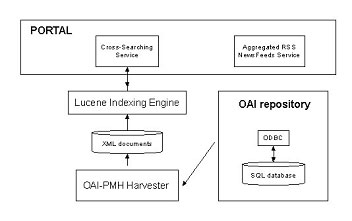 PORTAL
Cross-Searching
Service
Aggregated RSS
NewsFeeds Service
Lucene Indexing Engine
XML documents
OAI-PMH Harvester
OAI repository
ODBC
SQL database